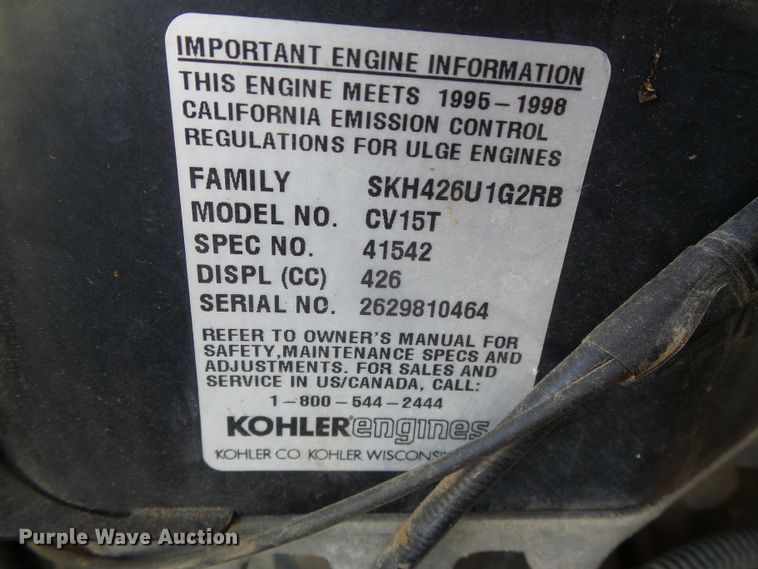 IMPORTANT ENGINE INFORMATION
THIS ENGINE MEETS 1995-1998
CALIFORNIA EMISSION CONTROL
REGULATIONS FOR ULGE ENGINES
FAMILY SKH426U1G2RB
MODEL NO. CV15T
SPEC NO. 41542
DISPL (CC) 426
SERIAL NO. 2629810464
REFER TO OWNER'S MANUAL FOR
SAFETY,MAINTENANCE SPECS AND
ADJUSTMENTS. FOR SALES AND
SERVICE IN US/CANADA, CALL:
1-800-544-2444
KOHLER engines
KOHLER CO. KOHLER
Purple Wave Auction